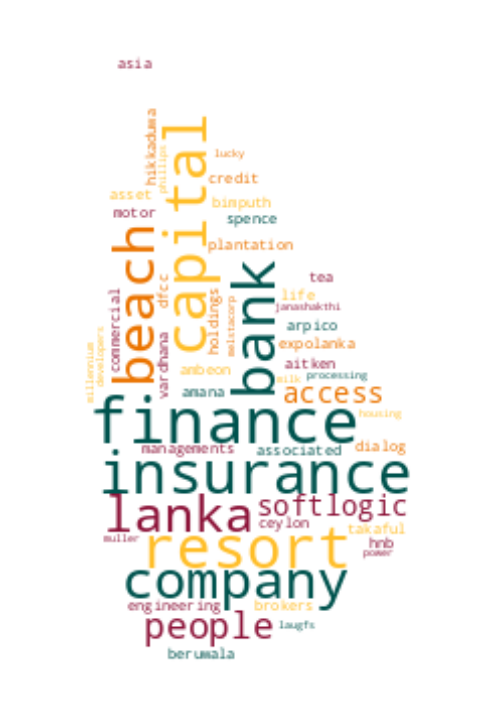 asia
hikkaduwa
phillips
capital
lucky
credit
asset
bimputh
motor
spence
beach
plantation
bank
tea
commercial
dfcc
holdings
melstacorp
life
janashakthi
arpico
millennium
developers
vardhana
expolanka
ambeon
aitken
processing
milk
amana
access
finance
housing
managements
associated
dialog
insurance
lanka
softlogic
ceylon
takaful
muller
resort
hnb
power
company
engineering
brokers
people
laugfs
beruwala